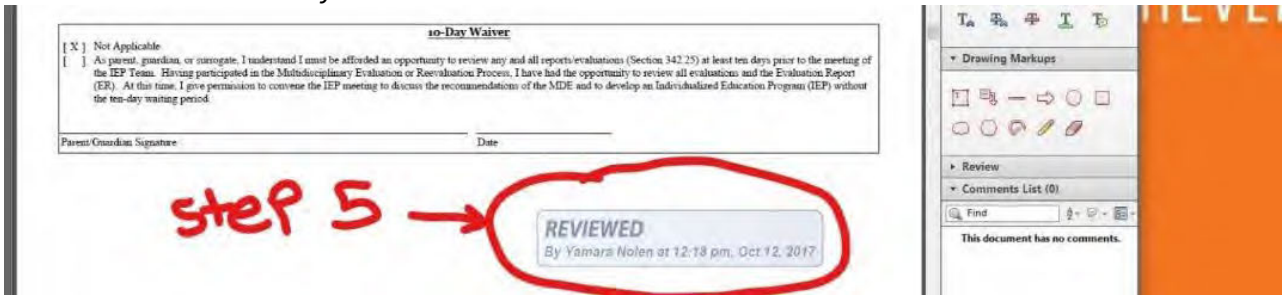 10-Day Waiver
[ X ] Not Applicable
[ ] As parent, guardian, or surrogate, I understand I must be afforded an opportunity to review any and all reports/evaluations (Section 342.25) at least ten days prior to the meeting of
the IEP Team. Having participated in the Multidisciplinary Evaluation or Reevaluation Process, I have had the opportunity to review all evaluations and the Evaluation Report
(ER). At this time, I give permission to convene the IEP meeting to discuss the recommendations of the MDE and to develop an Individualized Education Program (IEP) without
the ten-day waiting period.
Parent/Guardian Signature Date
step 5
REVIEWED
By Yamara Nolen at 12:18 pm, Oct 12, 2017
Drawing Markups
Review
Comments List (0)
Find
This document has no comments.